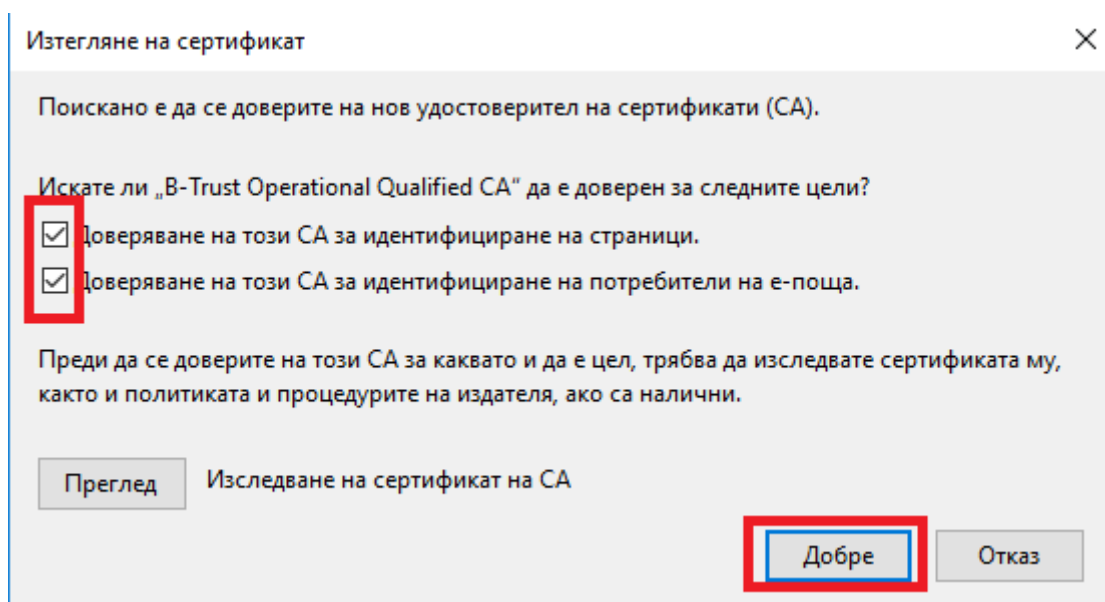 Изтегляне на сертификат
Поискано е да се доверите на нов удостоверител на сертификати (CA).
Искате ли „B-Trust Operational Qualified CA“ да е доверен за следните цели?
Доверяване на този CA за идентифициране на страници.
Доверяване на този CA за идентифициране на потребители на е-поща.
Преди да се доверите на този CA за каквато и да е цел, трябва да изследвате сертификата му,
както и политиката и процедурите на издателя, ако са налични.
Преглед Изследване на сертификат на CA
Добре Отказ